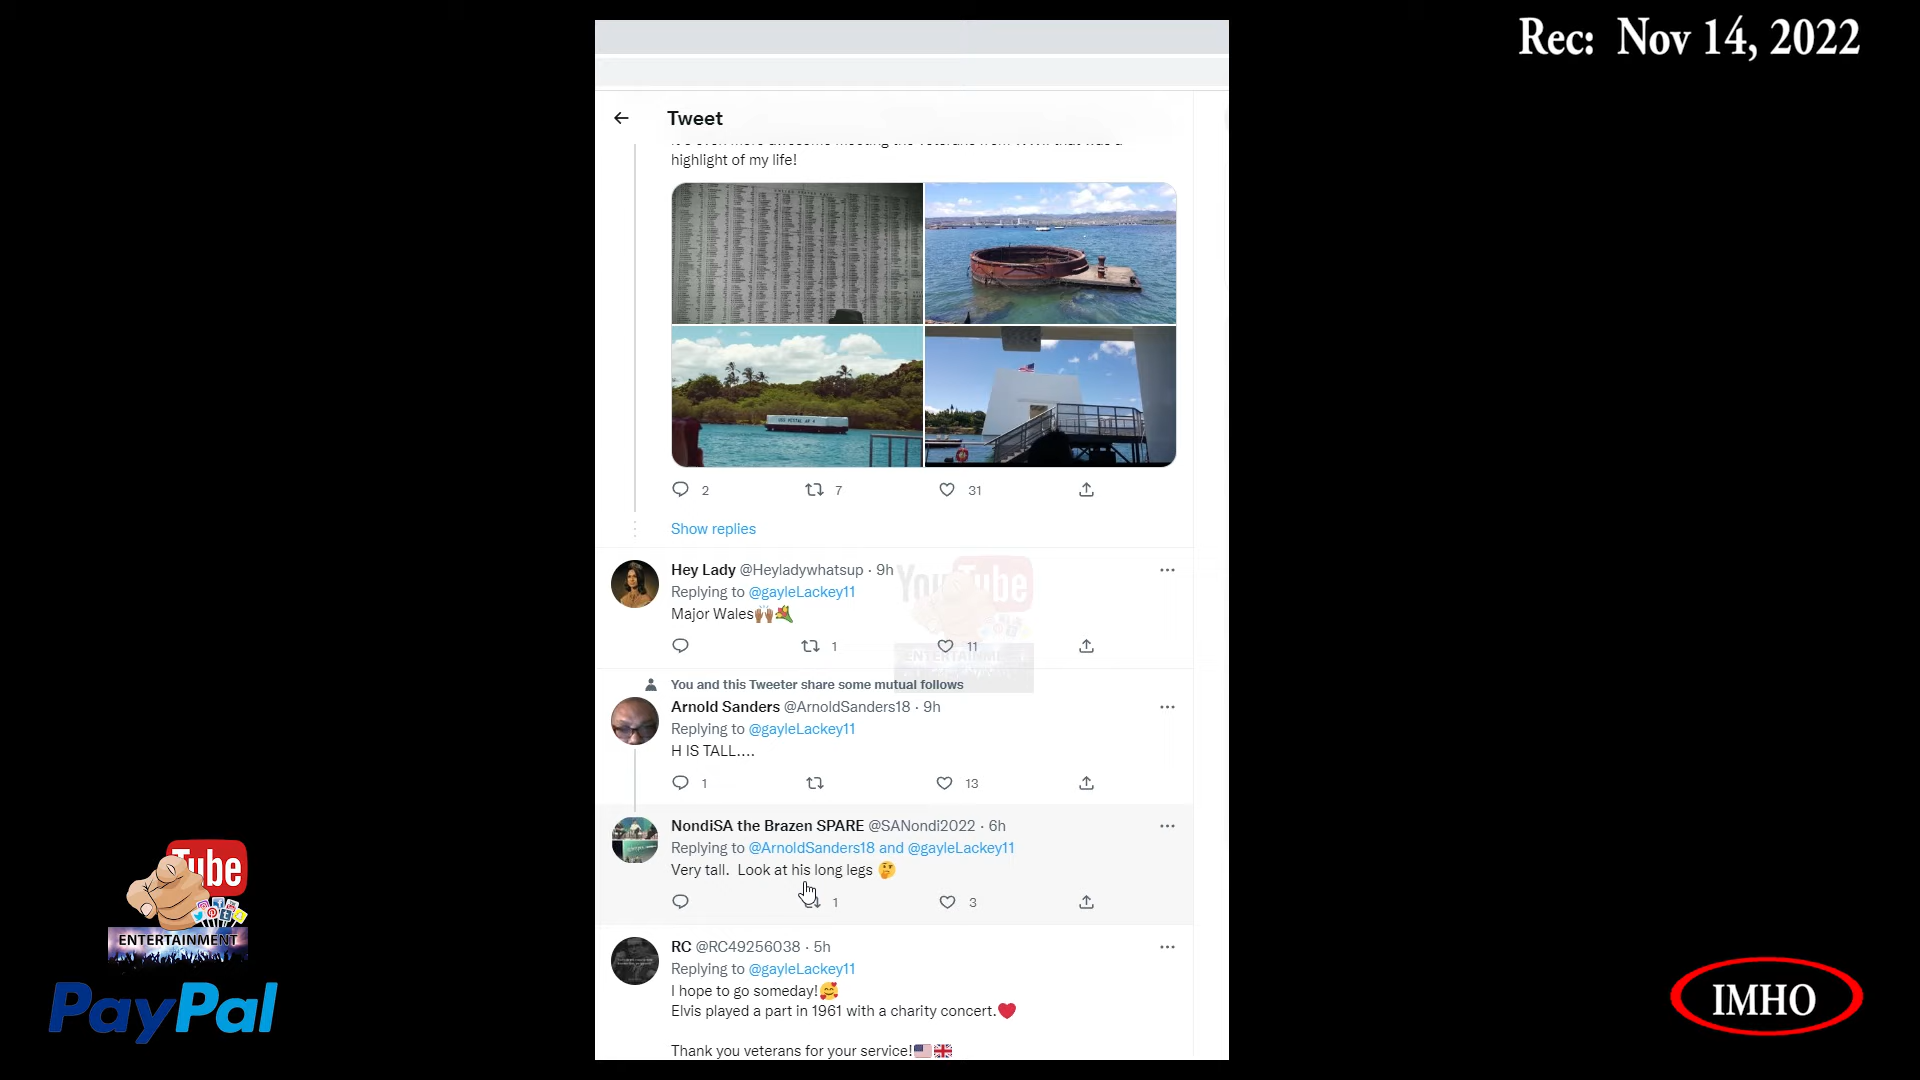 Rec: Nov 14, 2022
Tweet
highlight of my life!
2
7
31
Show replies
Hey Lady @Heyladywhatsup · 9h
Replying to @gayleLackey11
Major Wales🙌🏾💐
1
11
You and this Tweeter share some mutual follows
Arnold Sanders @ArnoldSanders18 · 9h
Replying to @gayleLackey11
H IS TALL....
1
13
NondiSA the Brazen SPARE @SANondi2022 · 6h
Replying to @ArnoldSanders18 and @gayleLackey11
Very tall. Look at his long legs 🤔
1
3
RC @RC49256038 · 5h
Replying to @gayleLackey11
I hope to go someday!🥰
Elvis played a part in 1961 with a charity concert.❤️
Thank you veterans for your service!🇺🇸🇬🇧
YouTube
ENTERTAINMENT
Tube
ENTERTAINMENT
PayPal
IMHO